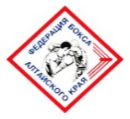 ФЕДЕРАЦИЯ БОКСА
АЛТАЙСКОГО КРАЯ